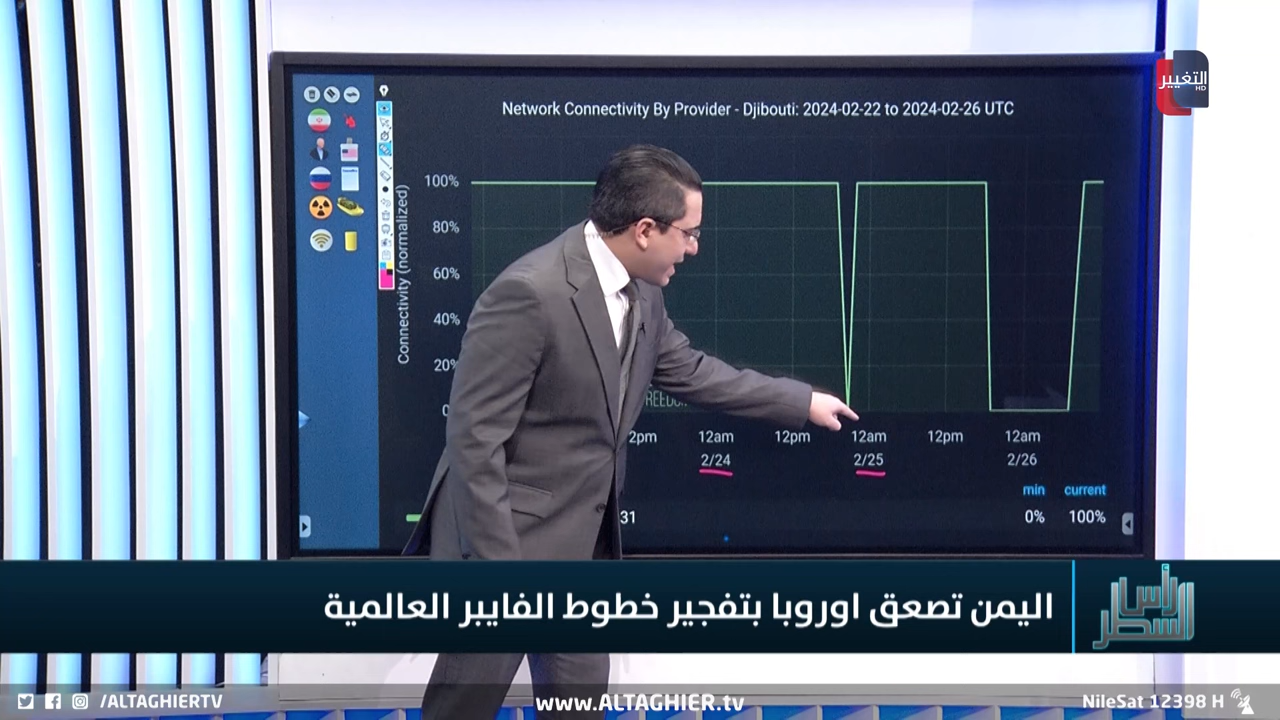 التغيير
HD
Network Connectivity By Provider - Djibouti: 2024-02-22 to 2024-02-26 UTC
Connectivity (normalized)
100%
80%
60%
40%
20%
0
2pm
12am
12pm
12am
12pm
12am
2/24
2/25
2/26
min
current
31
0%
100%
اليمن تصعق اوروبا بتفجير خطوط الفايبر العالمية
رأس السطر
/ALTAGHIERTV
www.ALTAGHIER.tv
NileSat 12398 H